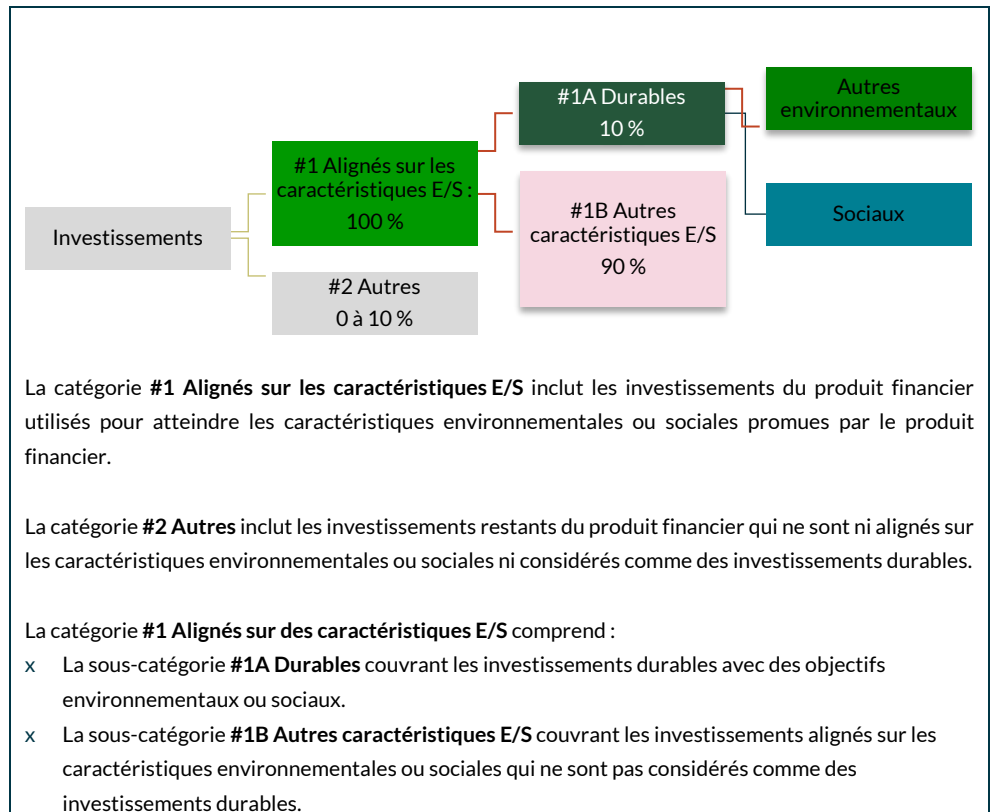 Investissements
#1 Alignés sur les
caractéristiques E/S :
100 %
#2 Autres
0 à 10 %
#1A Durables
10 %
#1B Autres
caractéristiques E/S
90 %
Autres
environnementaux
Sociaux
La catégorie #1 Alignés sur les caractéristiques E/S inclut les investissements du produit financier
utilisés pour atteindre les caractéristiques environnementales ou sociales promues par le produit
financier.
La catégorie #2 Autres inclut les investissements restants du produit financier qui ne sont ni alignés sur
les caractéristiques environnementales ou sociales ni considérés comme des investissements durables.
La catégorie #1 Alignés sur des caractéristiques E/S comprend :
x La sous-catégorie #1A Durables couvrant les investissements durables avec des objectifs
environnementaux ou sociaux.
x La sous-catégorie #1B Autres caractéristiques E/S couvrant les investissements alignés sur les
caractéristiques environnementales ou sociales qui ne sont pas considérés comme des
investissements durables.